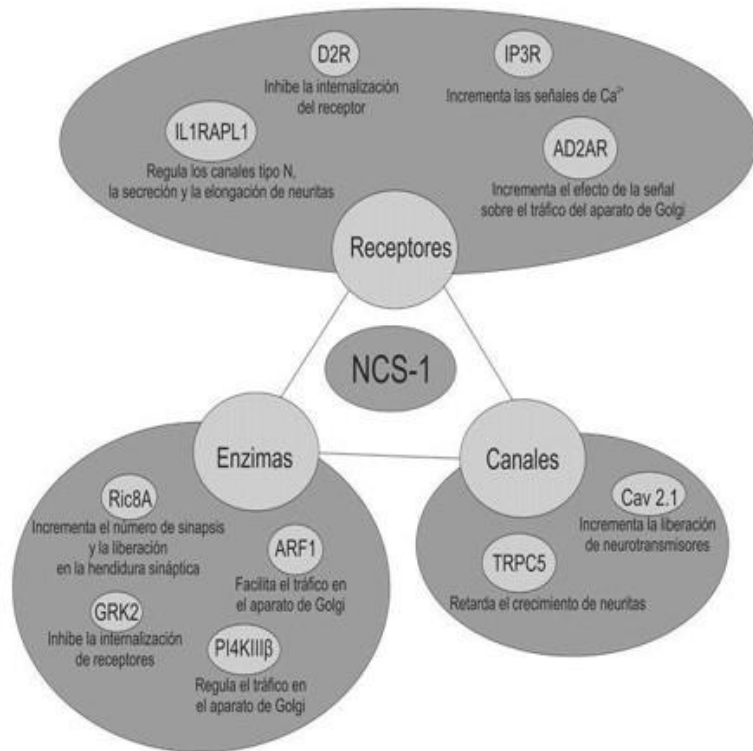 D2R
Inhibe la internalización
del receptor
IP3R
Incrementa las señales de Ca²⁺
IL1RAPL1
Regula los canales tipo N,
la secreción y la elongación de neuritas
AD2AR
Incrementa el efecto de la señal
sobre el tráfico del aparato de Golgi
Receptores
NCS-1
Enzimas
Ric8A
Incrementa el número de sinapsis
y la liberación
en la hendidura sináptica
ARF1
Facilita el tráfico en
el aparato de Golgi
GRK2
Inhibe la internalización
de receptores
PI4KIIIβ
Regula el tráfico en
el aparato de Golgi
Canales
Cav 2.1
Incrementa la liberación
de neurotransmisores
TRPC5
Retarda el crecimiento de neuritas